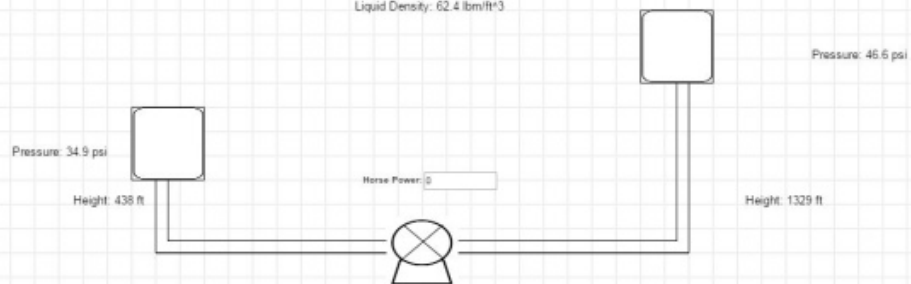 Liquid Density: 62.4 lbm/ft^3
Pressure: 46.6 psi
Pressure: 34.9 psi
Horse Power: 0
Height: 438 ft
Height: 1329 ft